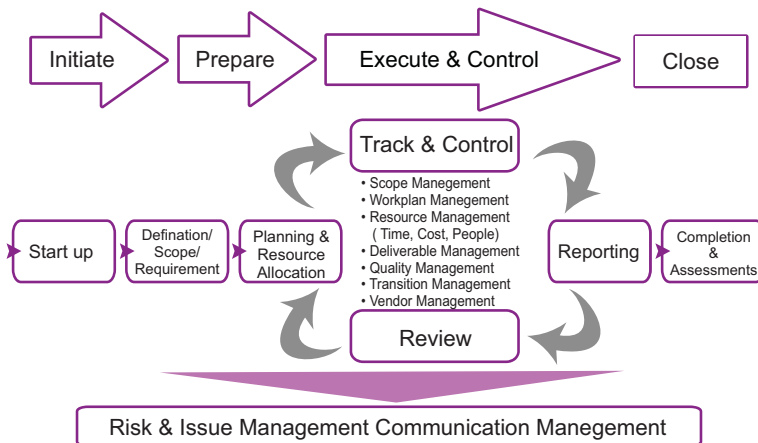 Initiate
Prepare
Execute & Control
Close
Track & Control
• Scope Manegement
• Workplan Management
• Resource Management
( Time, Cost, People)
• Deliverable Management
• Quality Management
• Transition Management
• Vendor Management
Start up
Defination/
Scope/
Requirement
Planning &
Resource
Allocation
Reporting
Completion
&
Assessments
Review
Risk & Issue Management Communication Manegement